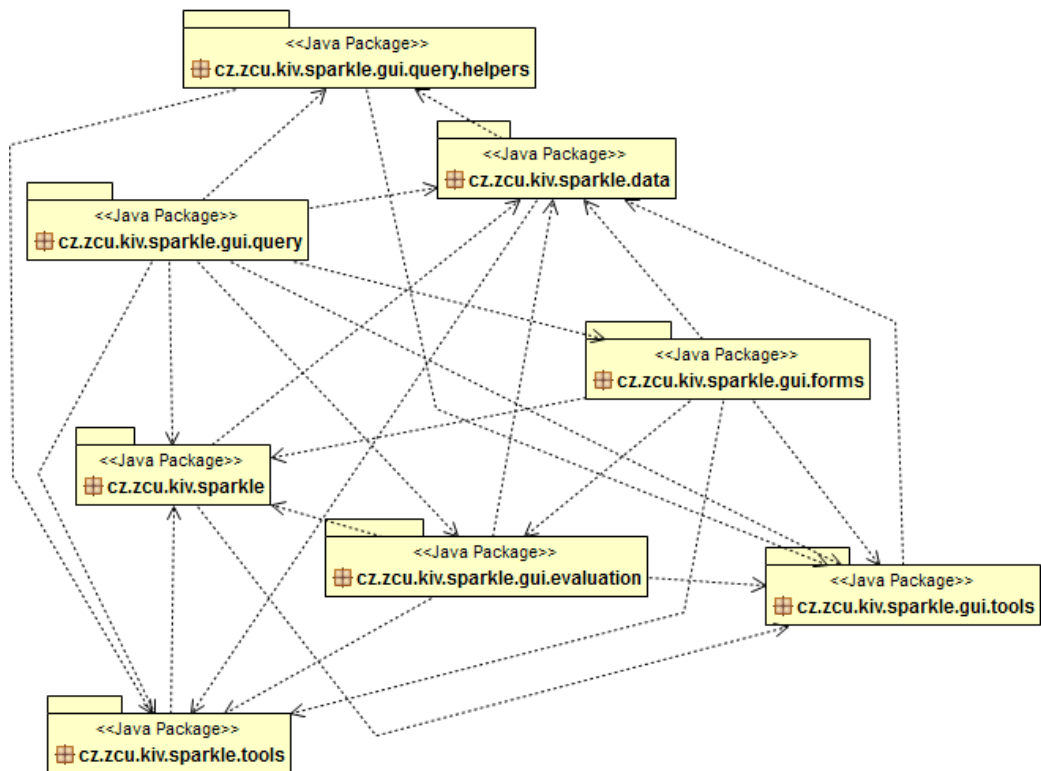 <<Java Package>>
cz.zcu.kiv.sparkle.gui.query.helpers
<<Java Package>>
cz.zcu.kiv.sparkle.data
<<Java Package>>
cz.zcu.kiv.sparkle.gui.query
<<Java Package>>
cz.zcu.kiv.sparkle.gui.forms
<<Java Package>>
cz.zcu.kiv.sparkle
<<Java Package>>
cz.zcu.kiv.sparkle.gui.evaluation
<<Java Package>>
cz.zcu.kiv.sparkle.gui.tools
<<Java Package>>
cz.zcu.kiv.sparkle.tools